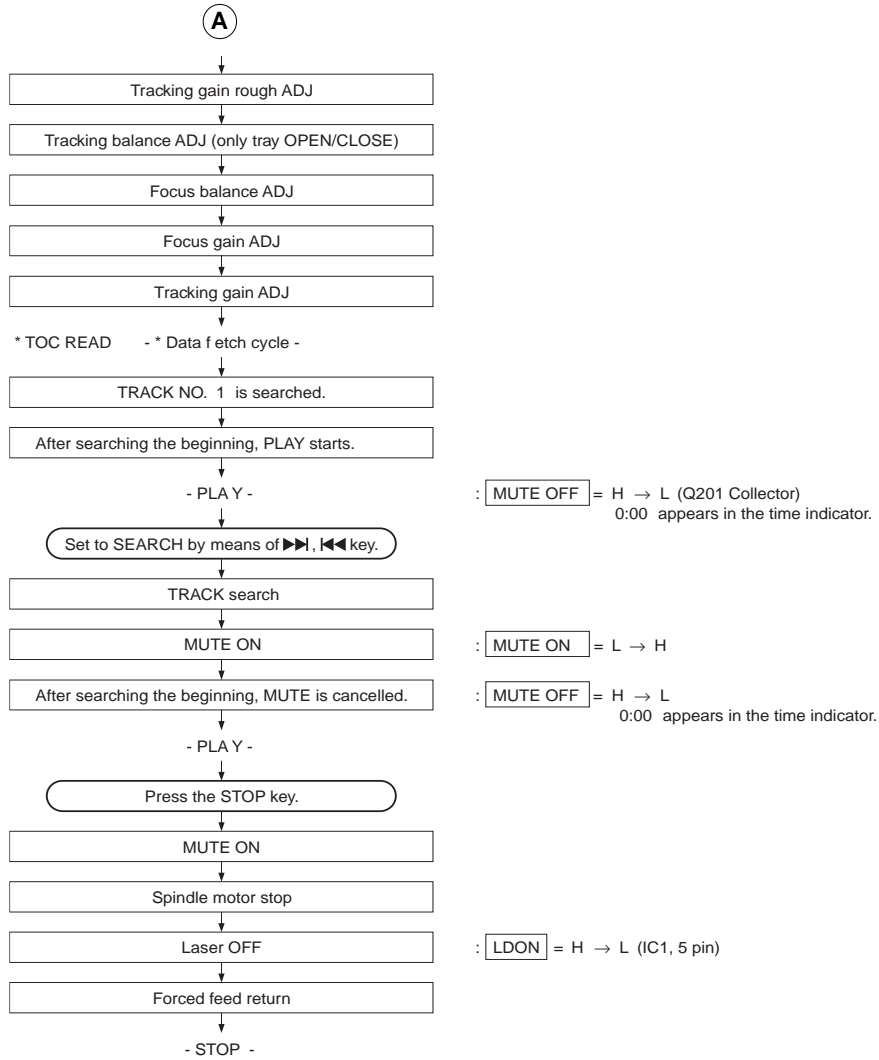 A
Tracking gain rough ADJ
Tracking balance ADJ (only tray OPEN/CLOSE)
Focus balance ADJ
Focus gain ADJ
Tracking gain ADJ
* TOC READ - * Data f etch cycle -
TRACK NO. 1 is searched.
After searching the beginning, PLAY starts.
- PLA Y - : MUTE OFF = H → L (Q201 Collector)
0:00 appears in the time indicator.
Set to SEARCH by means of ▶▶|, |◀◀ key.
TRACK search
MUTE ON : MUTE ON = L → H
After searching the beginning, MUTE is cancelled. : MUTE OFF = H → L
0:00 appears in the time indicator.
- PLA Y -
Press the STOP key.
MUTE ON
Spindle motor stop
Laser OFF : LDON = H → L (IC1, 5 pin)
Forced feed return
- STOP -